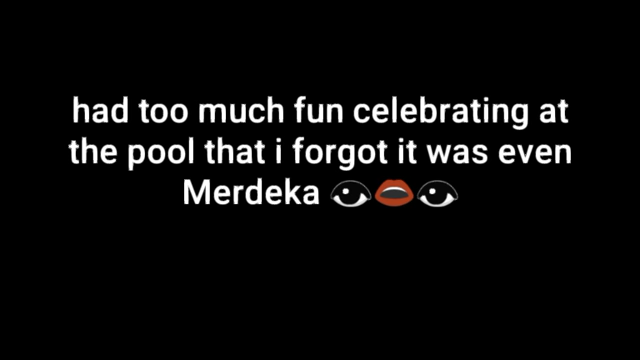 had too much fun celebrating at
the pool that i forgot it was even
Merdeka 👁👄👁